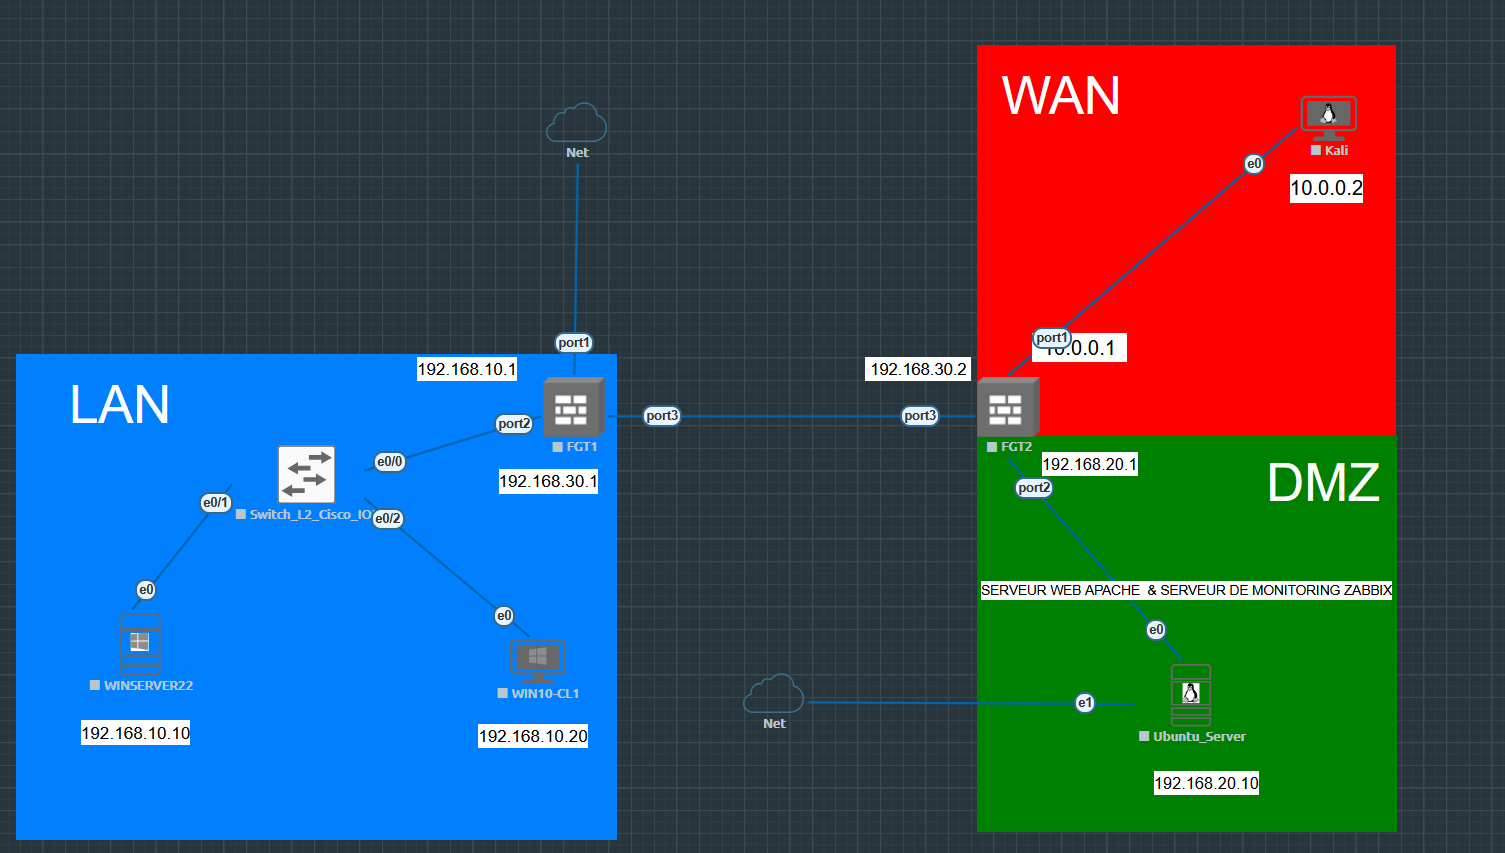 WAN
Kali
e0
10.0.0.2
Net
port1
port1
10.0.0.1
LAN
192.168.10.1
192.168.30.2
port2
port3
port3
FGT1
FGT2
e0/0
192.168.30.1
192.168.20.1
DMZ
port2
e0/1
Switch_L2_Cisco_IO
e0/2
e0
e0
SERVEUR WEB APACHE & SERVEUR DE MONITORING ZABBIX
e0
WINSERVER22
WIN10-CL1
192.168.10.10
192.168.10.20
Net
e1
Ubuntu_Server
192.168.20.10